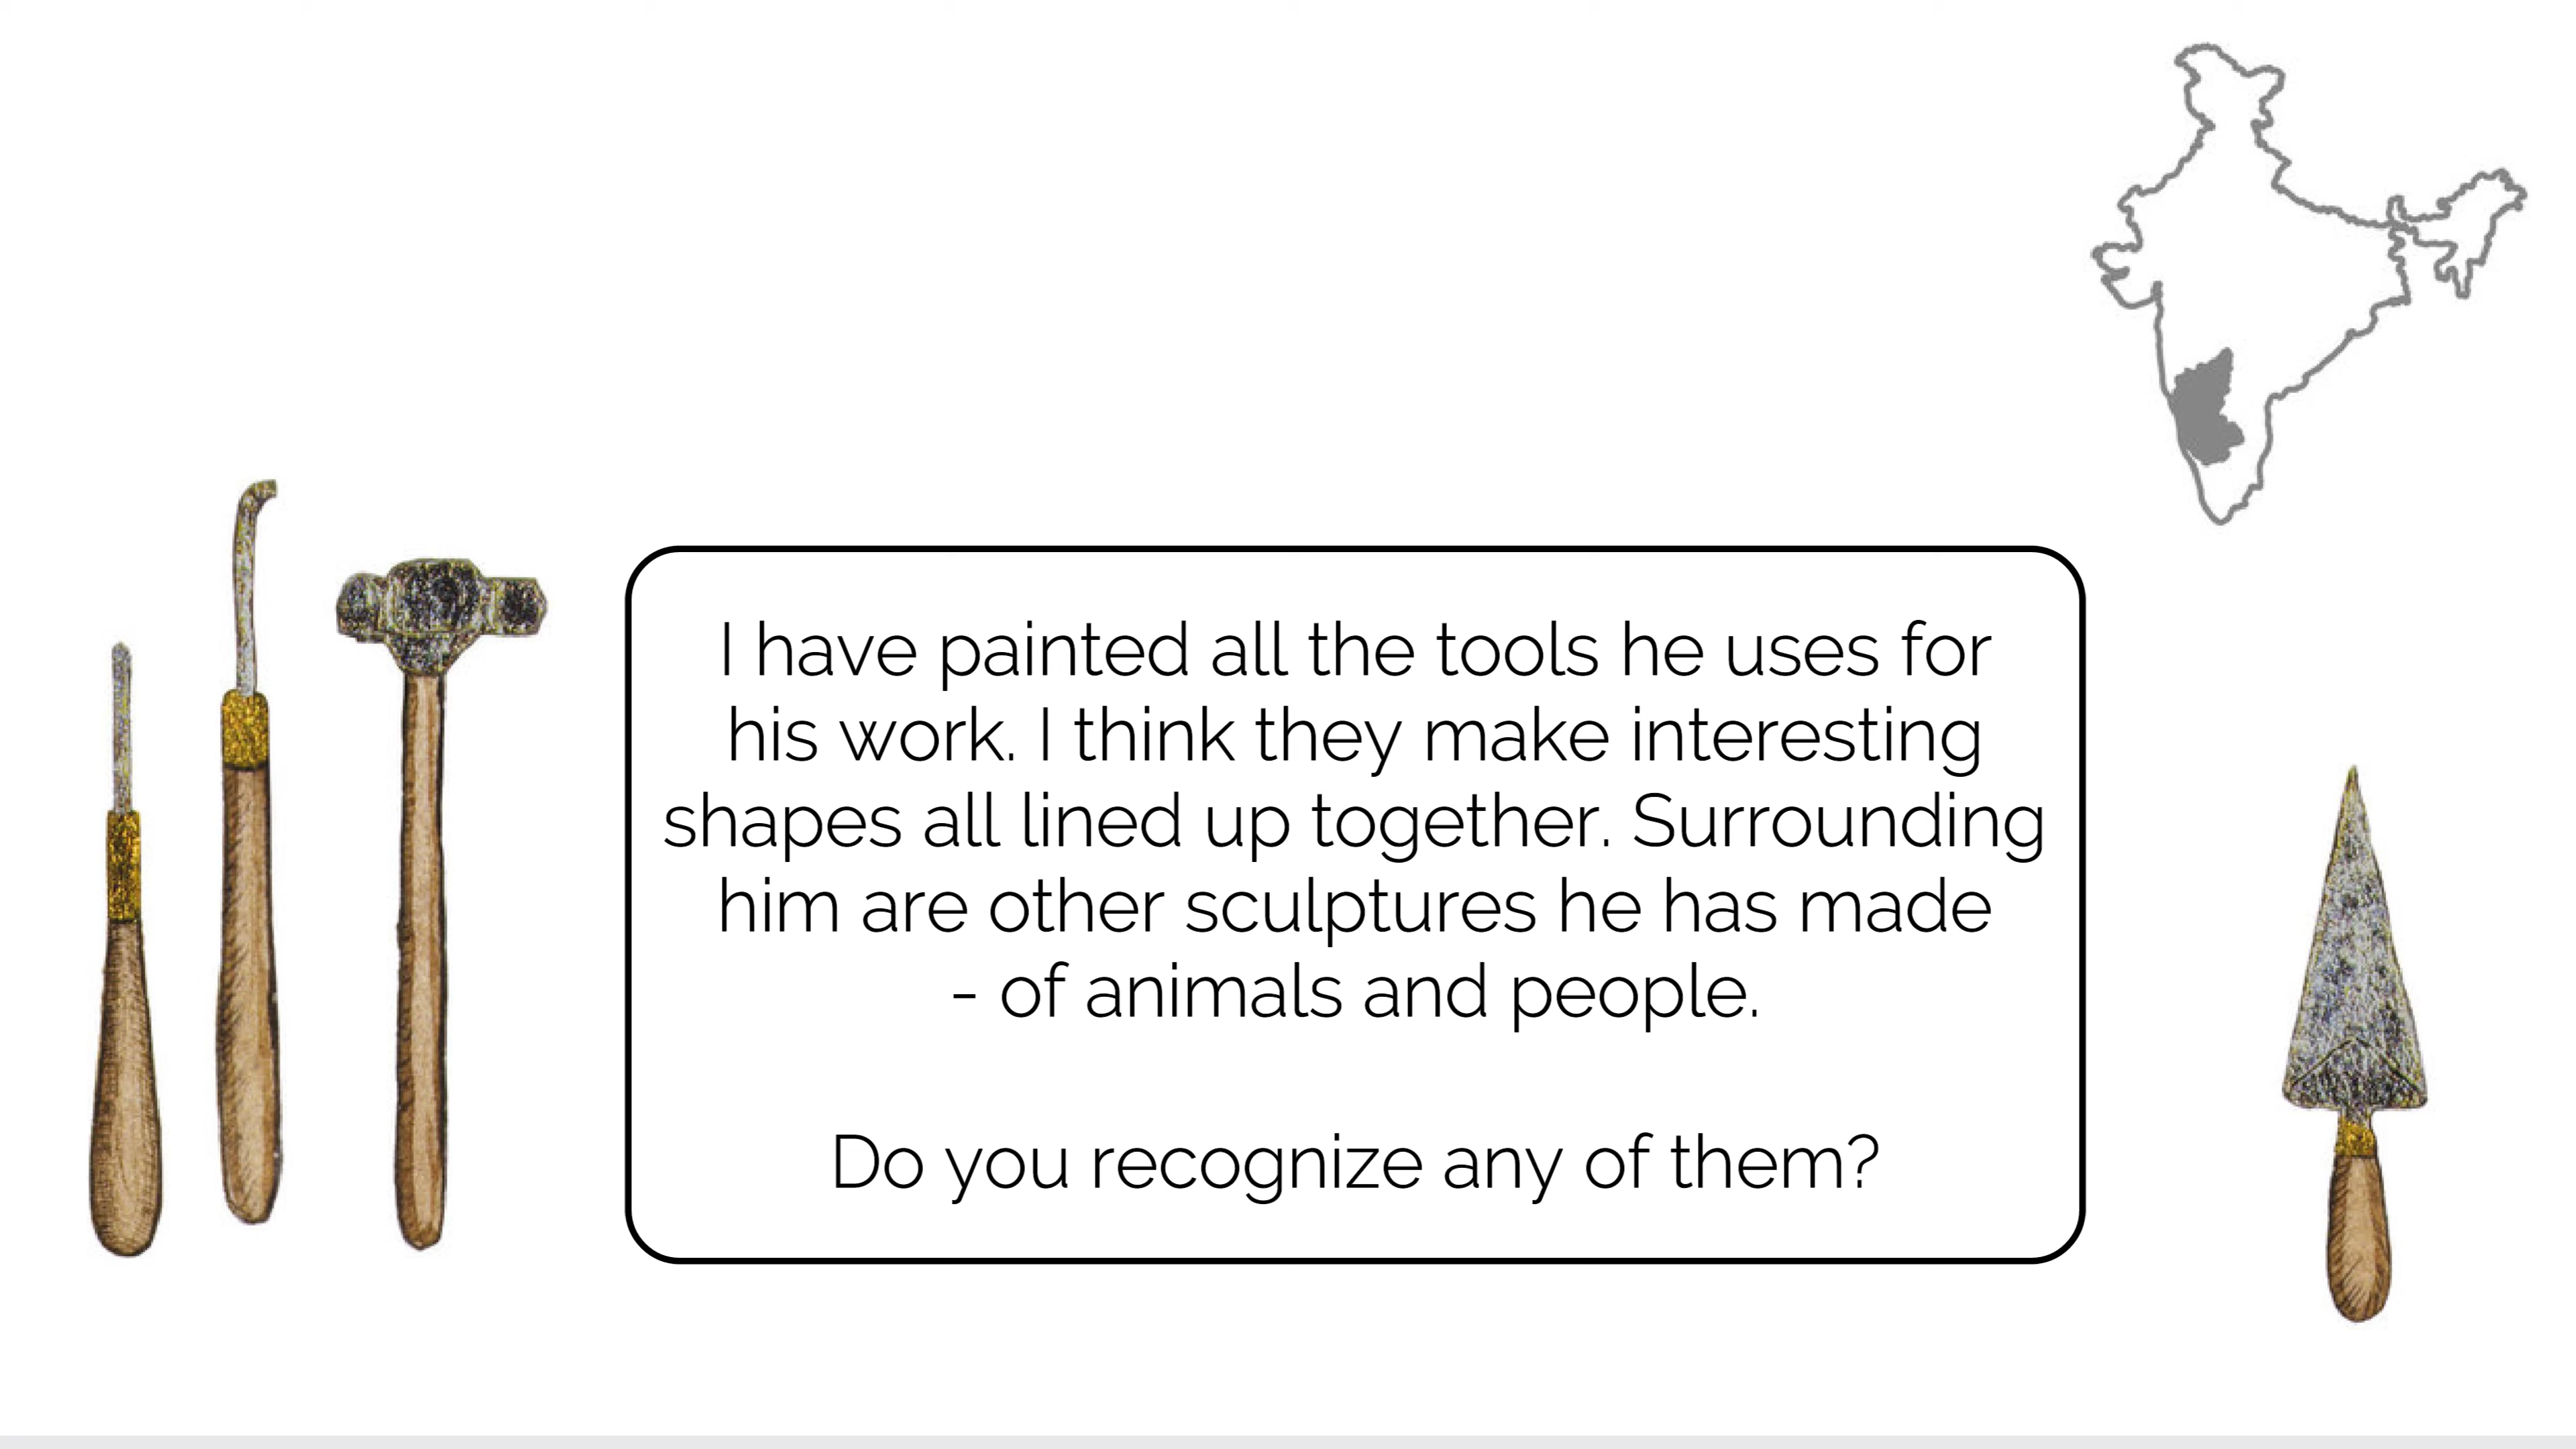 I have painted all the tools he uses for
his work. I think they make interesting
shapes all lined up together. Surrounding
him are other sculptures he has made
- of animals and people.
Do you recognize any of them?